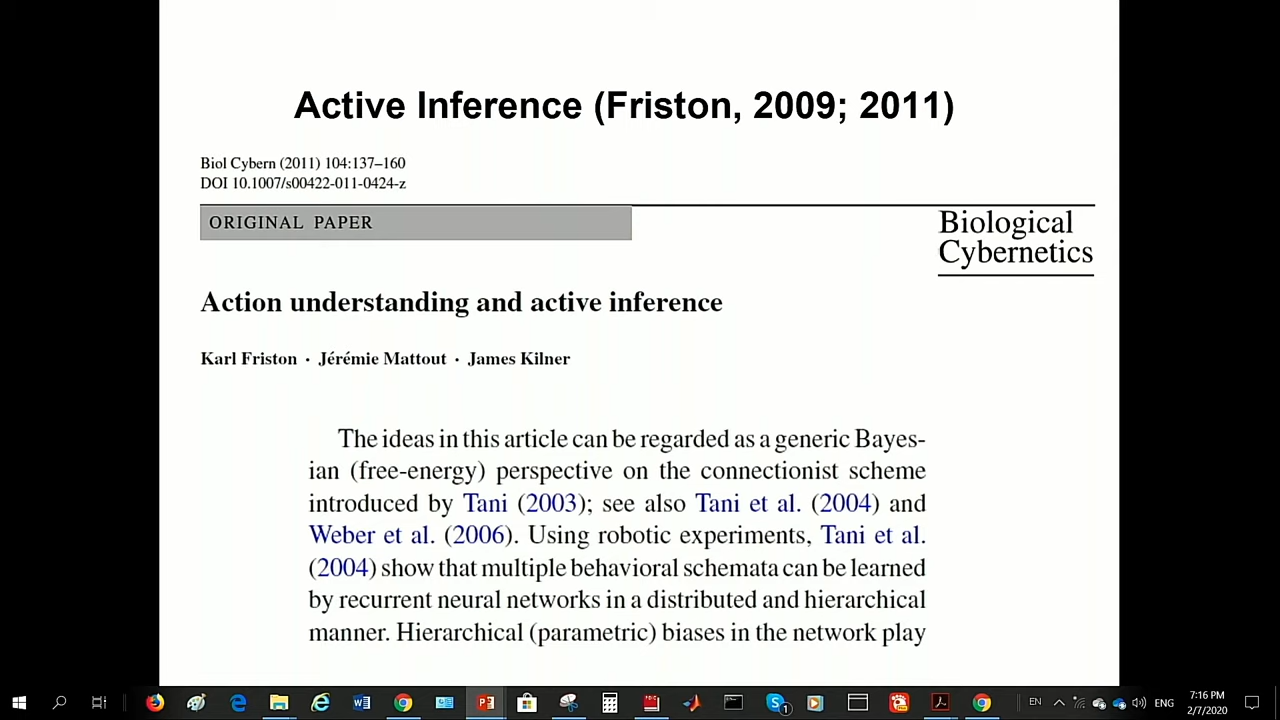 Active Inference (Friston, 2009; 2011)
Biol Cybern (2011) 104:137–160
DOI 10.1007/s00422-011-0424-z
ORIGINAL PAPER
Biological
Cybernetics
Action understanding and active inference
Karl Friston · Jérémie Mattout · James Kilner
The ideas in this article can be regarded as a generic Bayes-
ian (free-energy) perspective on the connectionist scheme
introduced by Tani (2003); see also Tani et al. (2004) and
Weber et al. (2006). Using robotic experiments, Tani et al.
(2004) show that multiple behavioral schemata can be learned
by recurrent neural networks in a distributed and hierarchical
manner. Hierarchical (parametric) biases in the network play
EN
ENG
7:16 PM
2/7/2020